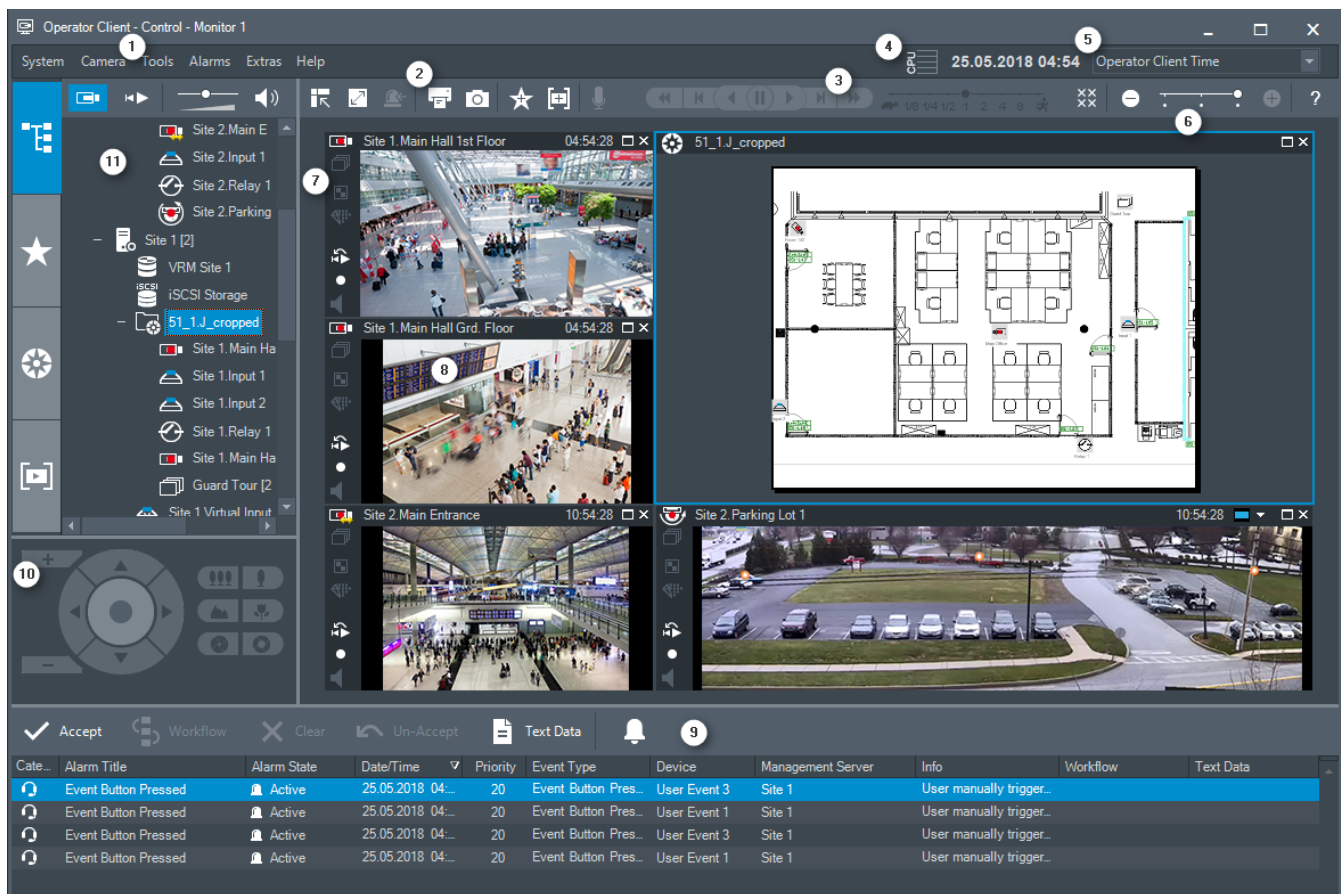 Operator Client - Control - Monitor 1
1
System Camera Tools Alarms Extras Help
4
CPU
25.05.2018 04:54
5
Operator Client Time
2
3
1/8 1/4 1/2 1 2 4 8
6
?
11
Site 2.Main E
Site 2.Input 1
Site 2.Relay 1
Site 2.Parking
Site 1 [2]
VRM Site 1
iSCSI
iSCSI Storage
51_1.J_cropped
Site 1.Main Ha
Site 1.Input 1
Site 1.Input 2
Site 1.Relay 1
Site 1.Main Ha
Guard Tour [2
Site 1 Virtual Input
7
Site 1.Main Hall 1st Floor 04:54:28
Site 1.Main Hall Grd. Floor 04:54:28
8
Site 2.Main Entrance 10:54:28
51_1.J_cropped
Guard Tour
Main Office
Input 1
Input 2
Relay 1
Site 2.Parking Lot 1 10:54:28
10
Accept Workflow Clear Un-Accept Text Data
9
Cate... Alarm Title Alarm State Date/Time Priority Event Type Device Management Server Info Workflow Text Data
Event Button Pressed Active 25.05.2018 04:... 20 Event Button Pres... User Event 3 Site 1 User manually trigger...
Event Button Pressed Active 25.05.2018 04:... 20 Event Button Pres... User Event 1 Site 1 User manually trigger...
Event Button Pressed Active 25.05.2018 04:... 20 Event Button Pres... User Event 3 Site 1 User manually trigger...
Event Button Pressed Active 25.05.2018 04:... 20 Event Button Pres... User Event 1 Site 1 User manually trigger...